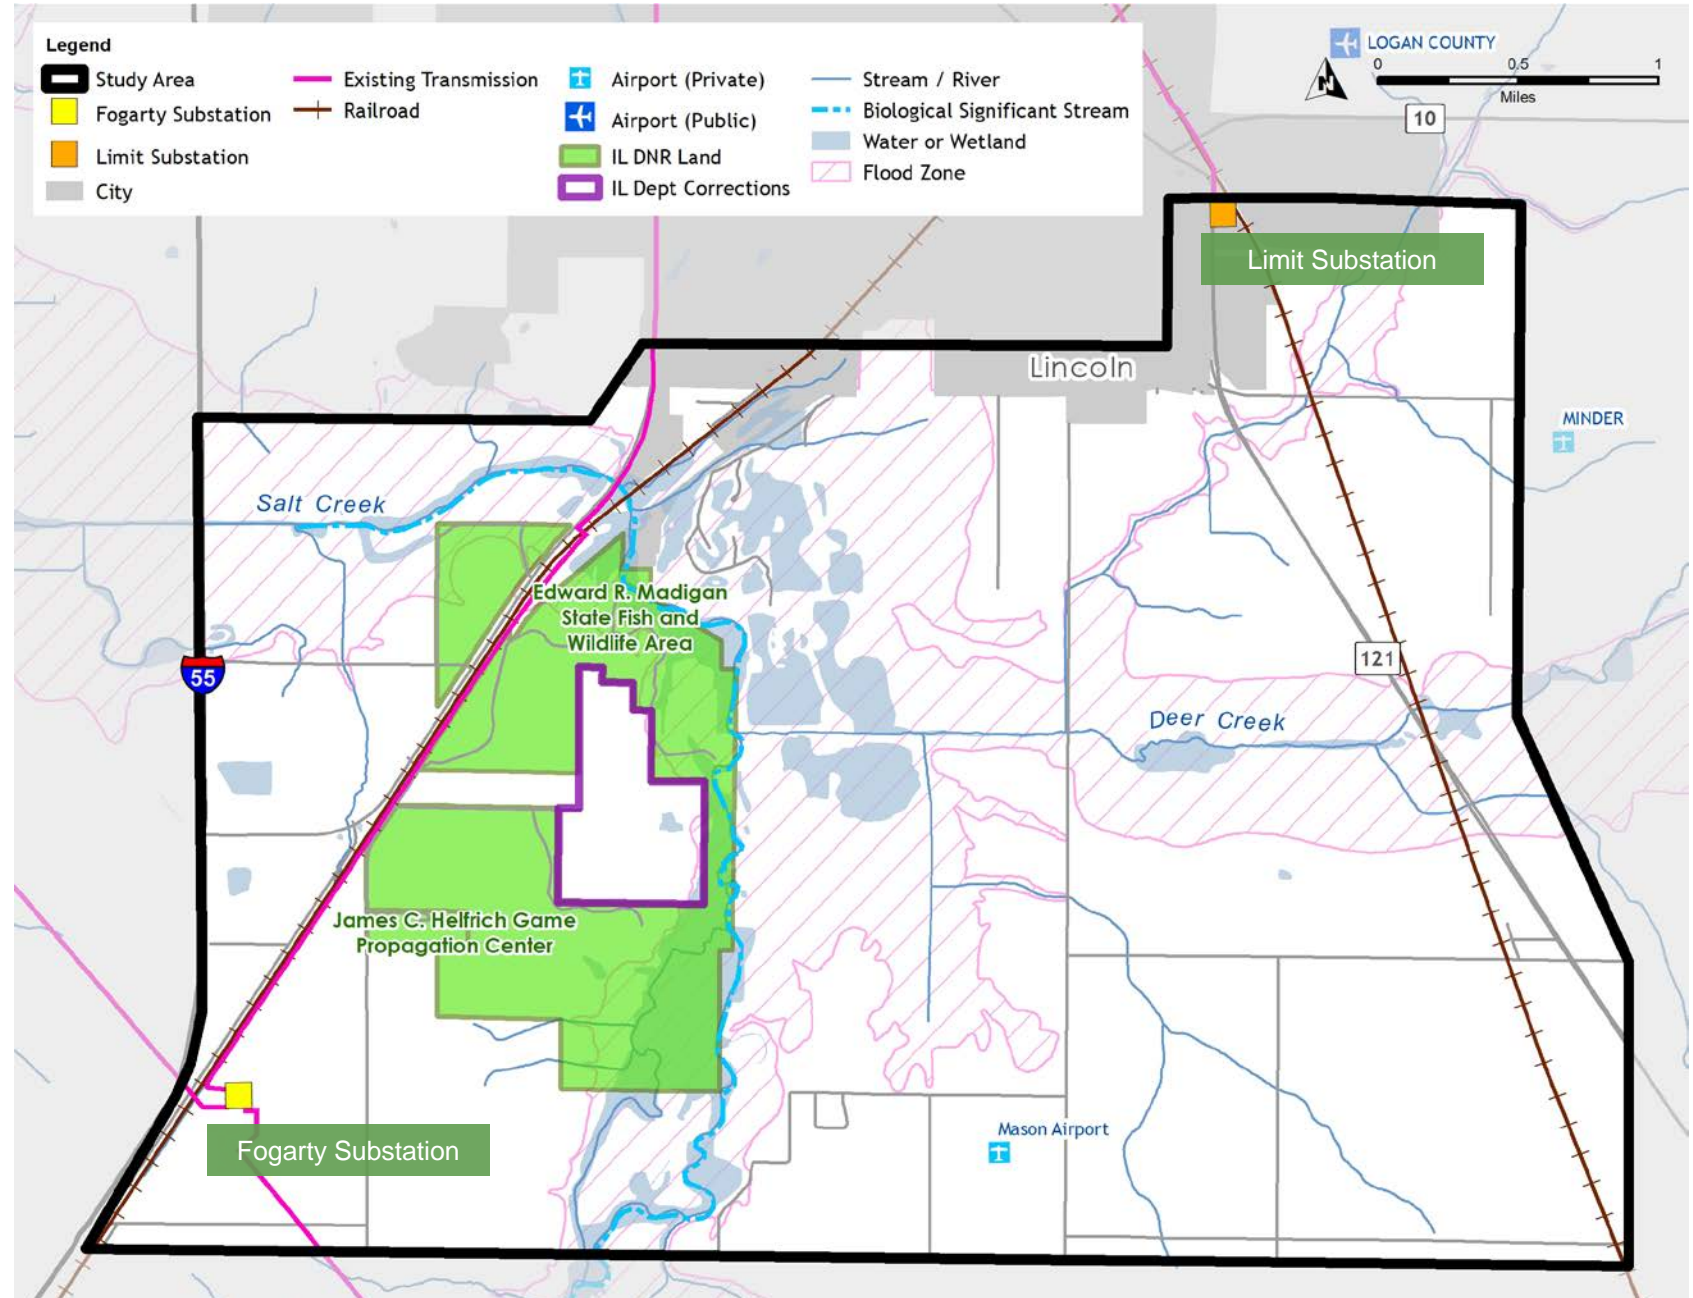 Legend
Study Area
Fogarty Substation
Limit Substation
City
Existing Transmission
Railroad
Airport (Private)
Airport (Public)
IL DNR Land
IL Dept Corrections
Stream / River
Biological Significant Stream
Water or Wetland
Flood Zone
LOGAN COUNTY
0 0.5 1
Miles
N
10
Limit Substation
Lincoln
MINDER
Salt Creek
Edward R. Madigan
State Fish and
Wildlife Area
55
121
Deer Creek
James C. Helfrich Game
Propagation Center
Mason Airport
Fogarty Substation